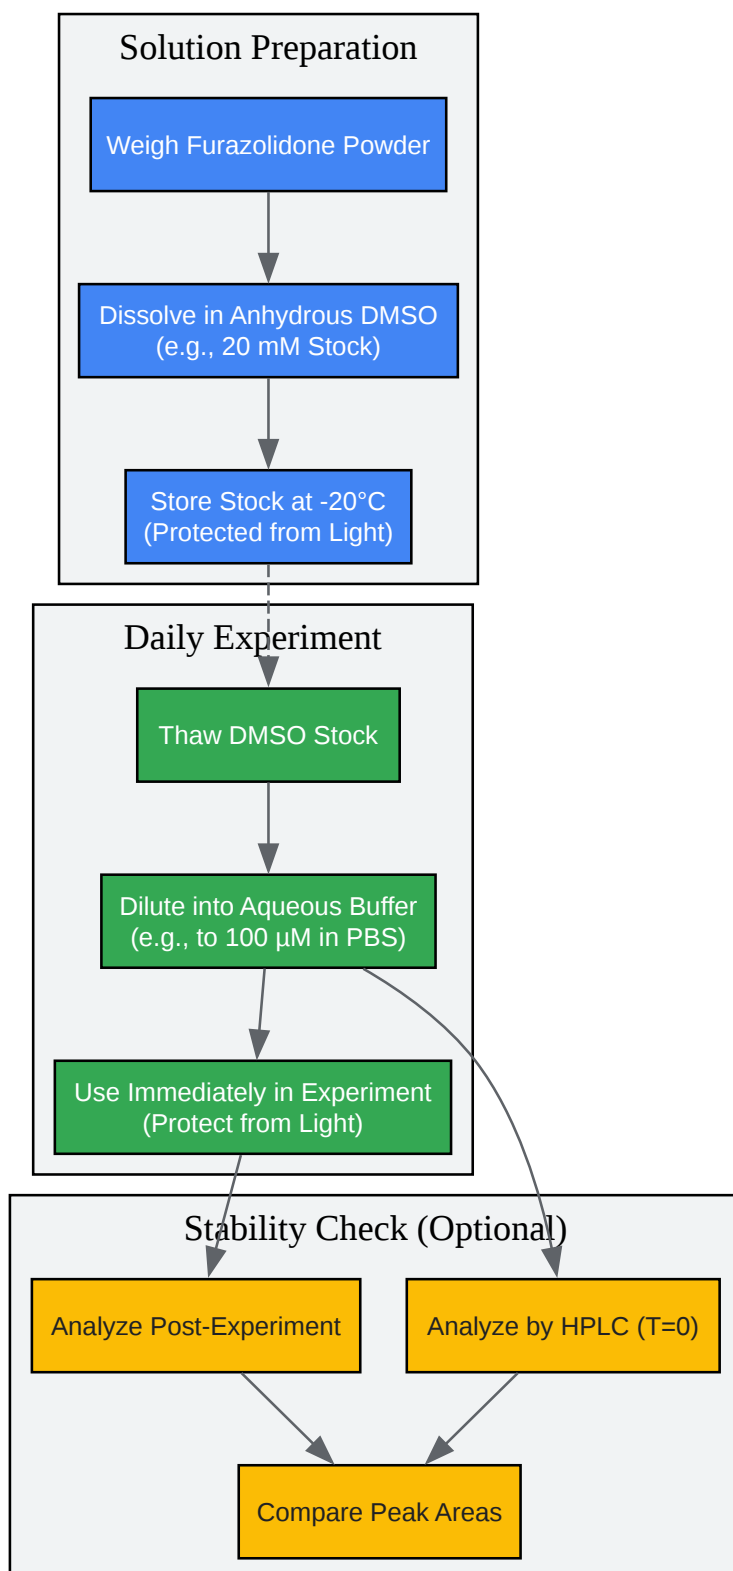 Solution Preparation
Weigh Furazolidone Powder
Dissolve in Anhydrous DMSO
(e.g., 20 mM Stock)
Store Stock at -20°C
(Protected from Light)
Daily Experiment
Thaw DMSO Stock
Dilute into Aqueous Buffer
(e.g., to 100 µM in PBS)
Use Immediately in Experiment
(Protect from Light)
Stability Check (Optional)
Analyze Post-Experiment
Analyze by HPLC (T=0)
Compare Peak Areas